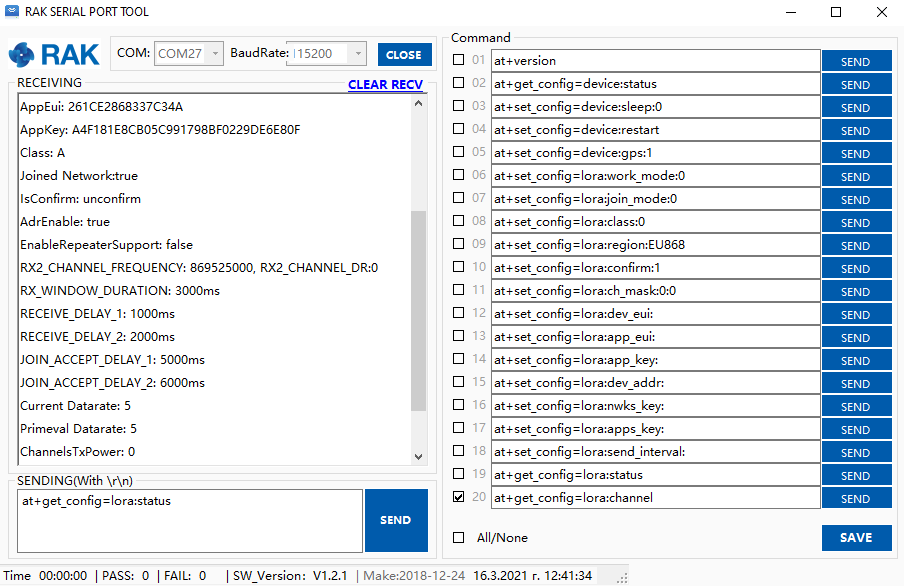 RAK SERIAL PORT TOOL
RAK
COM: COM27 BaudRate: 115200 CLOSE
RECEIVING
CLEAR RECV
AppEui: 261CE2868337C34A
AppKey: A4F181E8CB05C991798BF0229DE6E80F
Class: A
Joined Network:true
IsConfirm: unconfirm
AdrEnable: true
EnableRepeaterSupport: false
RX2_CHANNEL_FREQUENCY: 869525000, RX2_CHANNEL_DR:0
RX_WINDOW_DURATION: 3000ms
RECEIVE_DELAY_1: 1000ms
RECEIVE_DELAY_2: 2000ms
JOIN_ACCEPT_DELAY_1: 5000ms
JOIN_ACCEPT_DELAY_2: 6000ms
Current Datarate: 5
Primeval Datarate: 5
ChannelsTxPower: 0
SENDING(With \r\n)
at+get_config=lora:status
SEND
Command
01 at+version SEND
02 at+get_config=device:status SEND
03 at+set_config=device:sleep:0 SEND
04 at+set_config=device:restart SEND
05 at+set_config=device:gps:1 SEND
06 at+set_config=lora:work_mode:0 SEND
07 at+set_config=lora:join_mode:0 SEND
08 at+set_config=lora:class:0 SEND
09 at+set_config=lora:region:EU868 SEND
10 at+set_config=lora:confirm:1 SEND
11 at+set_config=lora:ch_mask:0:0 SEND
12 at+set_config=lora:dev_eui: SEND
13 at+set_config=lora:app_eui: SEND
14 at+set_config=lora:app_key: SEND
15 at+set_config=lora:dev_addr: SEND
16 at+set_config=lora:nwks_key: SEND
17 at+set_config=lora:apps_key: SEND
18 at+set_config=lora:send_interval: SEND
19 at+get_config=lora:status SEND
20 at+get_config=lora:channel SEND
All/None
SAVE
Time 00:00:00 | PASS: 0 | FAIL: 0 | SW_Version: V1.2.1 | Make:2018-12-24 16.3.2021 г. 12:41:34